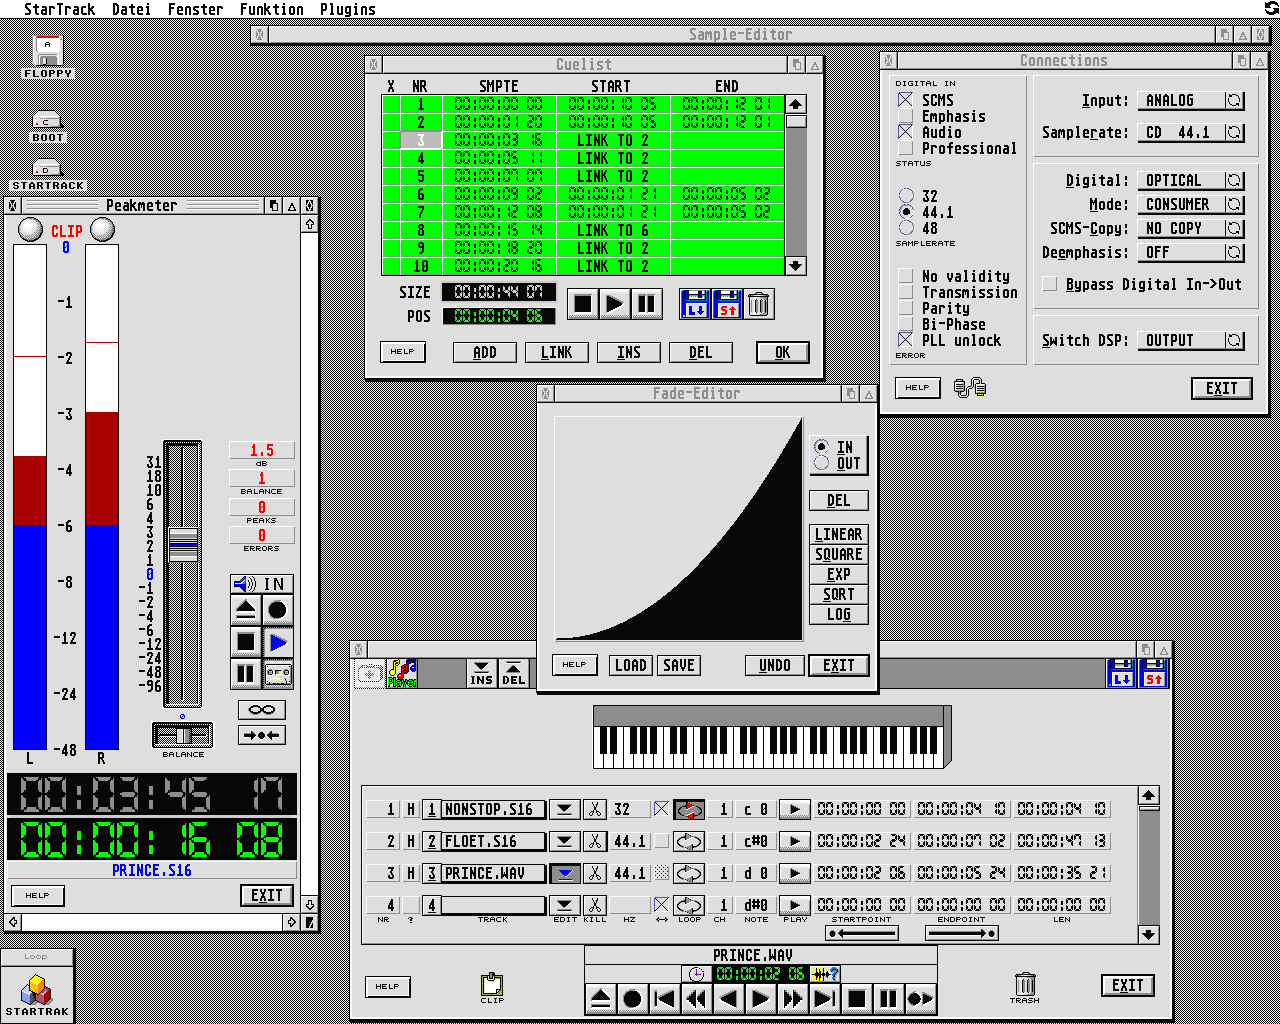 StarTrack Datei Fenster Funktion Plugins
Sample-Editor
A
FLOPPY
C
BOOT
D
STARTRACK
Cuelist
X NR SMPTE START END
1 00:00:00 00 00:00:10 05 00:00:12 01
2 00:00:01 20 00:00:10 05 00:00:12 01
3 00:00:03 16 LINK TO 2
4 00:00:05 11 LINK TO 2
5 00:00:07 07 LINK TO 2
6 00:00:09 02 00:00:01 21 00:00:05 02
7 00:00:12 08 00:00:01 21 00:00:05 02
8 00:00:15 14 LINK TO 6
9 00:00:18 20 LINK TO 2
10 00:00:20 16 LINK TO 2
SIZE 00:00:44 07
POS 00:00:04 06
L S
HELP ADD LINK INS DEL OK
Connections
DIGITAL IN
SCMS
Emphasis
Audio
Professional
STATUS
32
44.1
48
SAMPLERATE
No validity
Transmission
Parity
Bi-Phase
PLL unlock
ERROR
Input: ANALOG
Samplerate: CD 44.1
Digital: OPTICAL
Mode: CONSUMER
SCMS-Copy: NO COPY
Deemphasis: OFF
Bypass Digital In->Out
Switch DSP: OUTPUT
HELP EXIT
Peakmeter
CLIP
0
-1
-2
-3
-4
-6
-8
-12
-24
-48
L R
31
18
10
6
4
3
2
1
0
-1
-2
-4
-6
-12
-24
-48
-96
1.5
dB
1
BALANCE
0
PEAKS
0
ERRORS
IN
0
BALANCE
00:03:45 17
00:00:16 08
PRINCE.S16
HELP EXIT
Loop
STARTRAK
Fade-Editor
IN
OUT
DEL
LINEAR
SQUARE
EXP
SQRT
LOG
HELP LOAD SAVE UNDO EXIT
Player INS DEL L S
1 H 1 NONSTOP.S16 32 1 c 0 00:00:00 00 00:00:04 10 00:00:04 10
2 H 2 FLOET.S16 44.1 1 c#0 00:00:02 24 00:00:07 02 00:00:47 13
3 H 3 PRINCE.WAV 44.1 1 d 0 00:00:02 06 00:00:05 24 00:00:35 21
4 4 1 d#0 00:00:00 00 00:00:00 00 00:00:00 00
NR ? TRACK EDIT KILL HZ LOOP CH NOTE PLAY STARTPOINT ENDPOINT LEN
PRINCE.WAV
00:00:02 06 ?
HELP CLIP TRASH EXIT